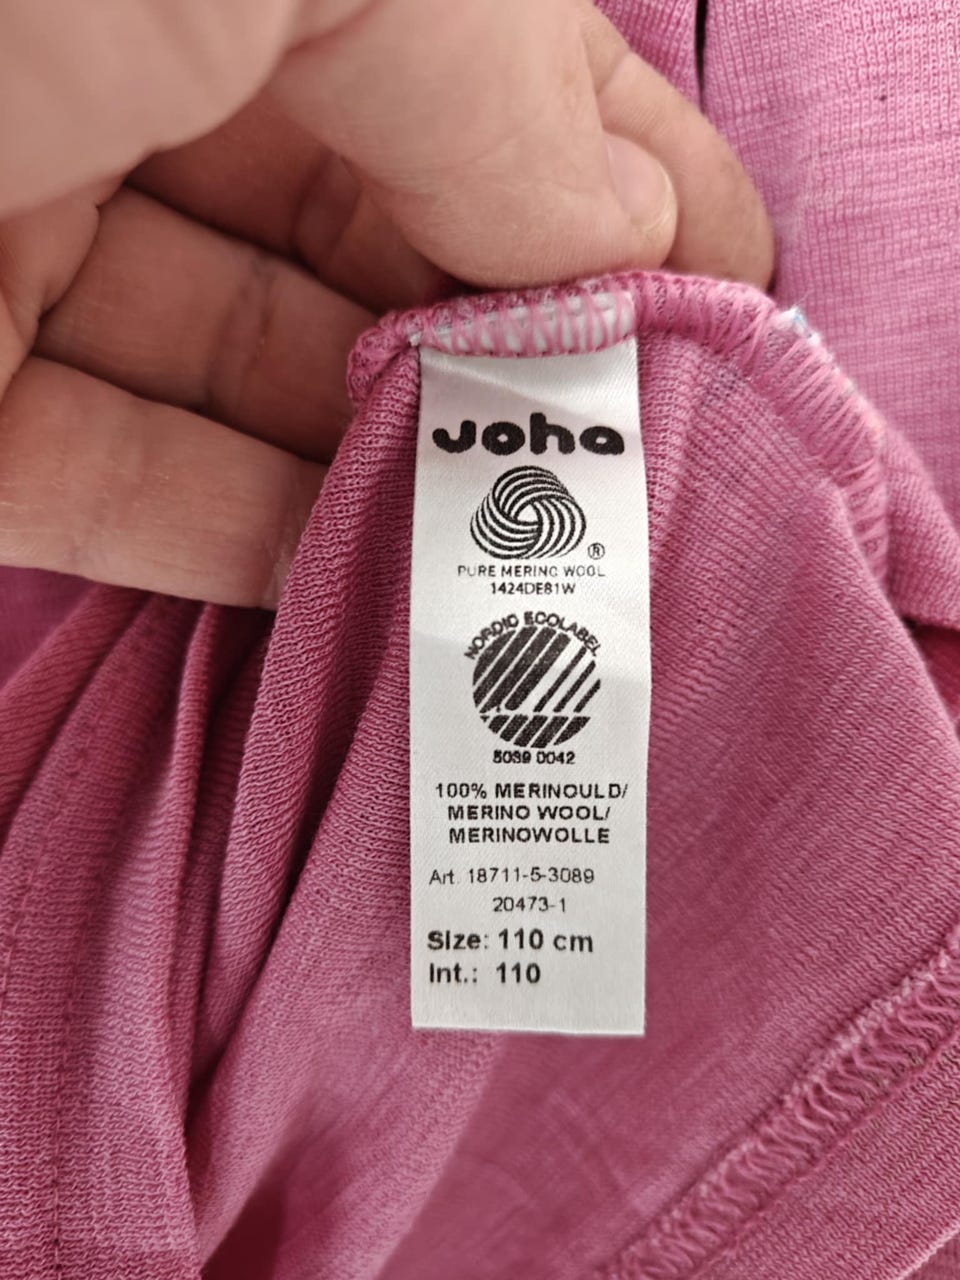 Joha
®
PURE MERINO WOOL
1424DE81W
NORDIC ECOLABEL
5039 0042
100% MERINOULD/
MERINO WOOL/
MERINOWOLLE
Art. 18711-5-3089
20473-1
Size: 110 cm
Int.: 110